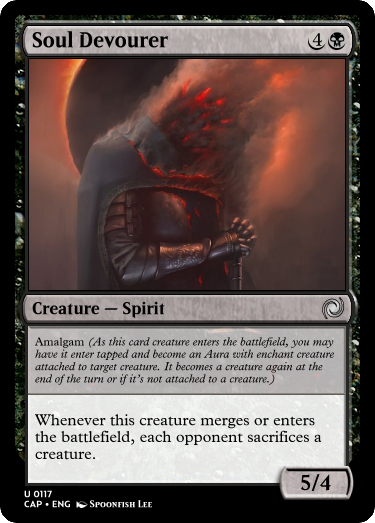 Soul Devourer 4
Creature — Spirit
Amalgam (As this card creature enters the battlefield, you may
have it enter tapped and become an Aura with enchant creature
attached to target creature. It becomes a creature again at the
end of the turn or if it's not attached to a creature.)
Whenever this creature merges or enters
the battlefield, each opponent sacrifices a
creature.
5/4
U 0117
CAP • ENG Spoonfish Lee